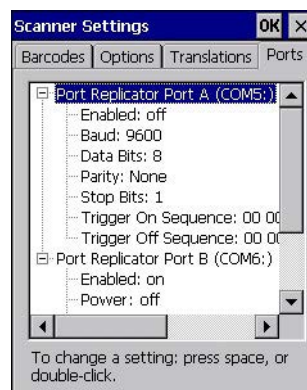 Scanner Settings OK ×
Barcodes Options Translations Ports
Port Replicator Port A (COM5:)
Enabled: off
Baud: 9600
Data Bits: 8
Parity: None
Stop Bits: 1
Trigger On Sequence: 00 00
Trigger Off Sequence: 00 00
Port Replicator Port B (COM6:)
Enabled: on
Power: off
To change a setting: press space, or
double-click.